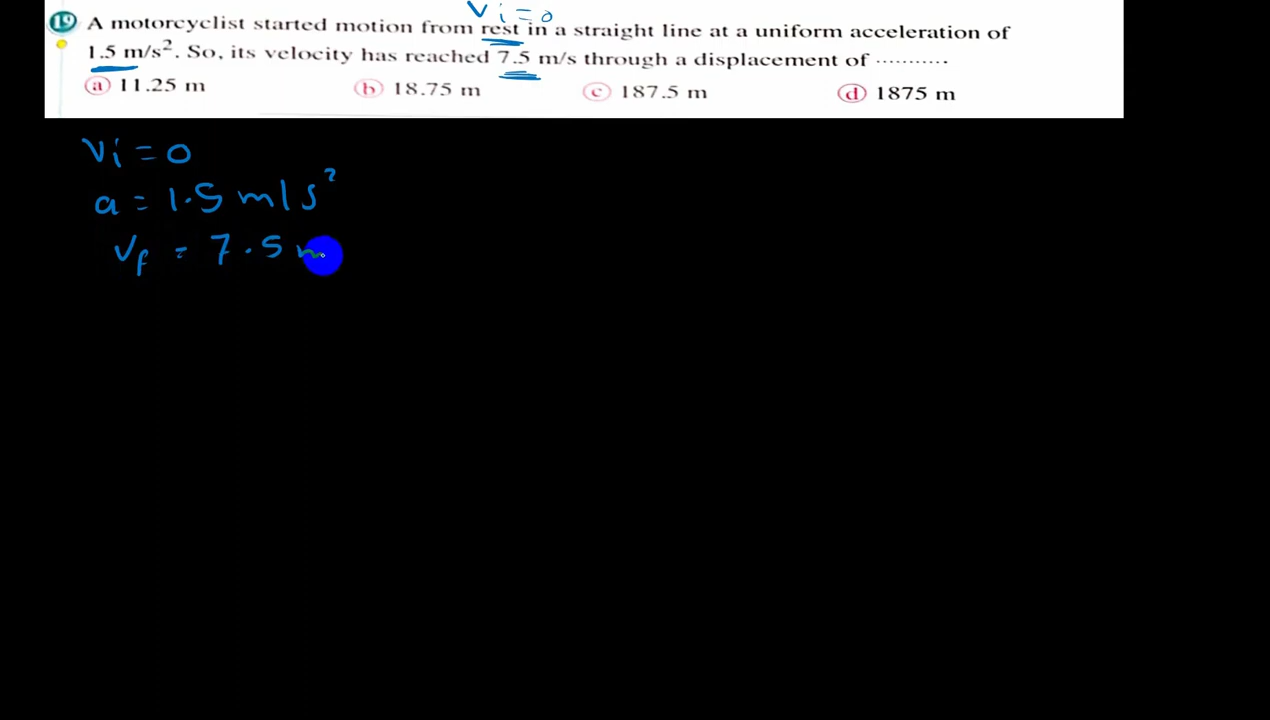 Vi = 0
19 A motorcyclist started motion from rest in a straight line at a uniform acceleration of
1.5 m/s². So, its velocity has reached 7.5 m/s through a displacement of ...........
a 11.25 m b 18.75 m c 187.5 m d 1875 m
Vi = 0
a = 1.5 m/s²
Vf = 7.5 m